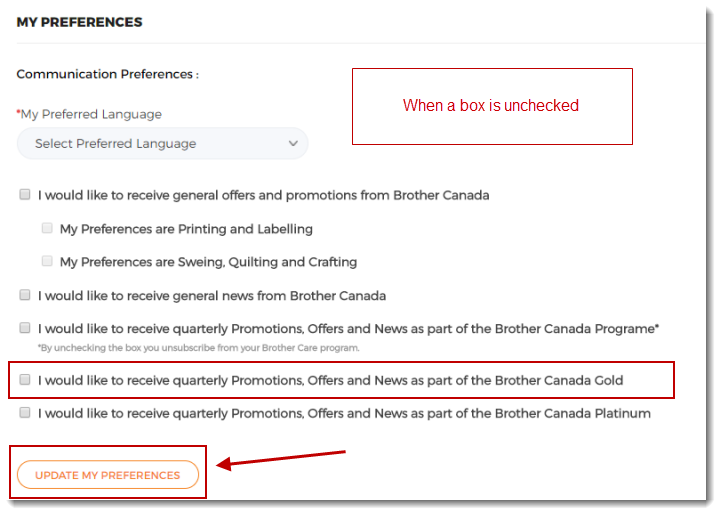 MY PREFERENCES
Communication Preferences :
When a box is unchecked
*My Preferred Language
Select Preferred Language
I would like to receive general offers and promotions from Brother Canada
My Preferences are Printing and Labelling
My Preferences are Sweing, Quilting and Crafting
I would like to receive general news from Brother Canada
I would like to receive quarterly Promotions, Offers and News as part of the Brother Canada Programe*
*By unchecking the box you unsubscribe from your Brother Care program.
I would like to receive quarterly Promotions, Offers and News as part of the Brother Canada Gold
I would like to receive quarterly Promotions, Offers and News as part of the Brother Canada Platinum
UPDATE MY PREFERENCES